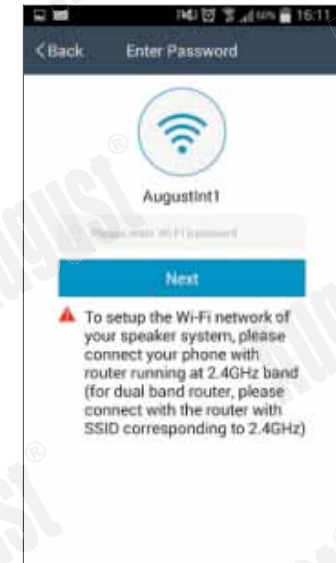 60% 16:11
<Back Enter Password
AugustInt1
Please enter Wi-Fi password
Next
To setup the Wi-Fi network of
your speaker system, please
connect your phone with
router running at 2.4GHz band
(for dual band router, please
connect with the router with
SSID corresponding to 2.4GHz)